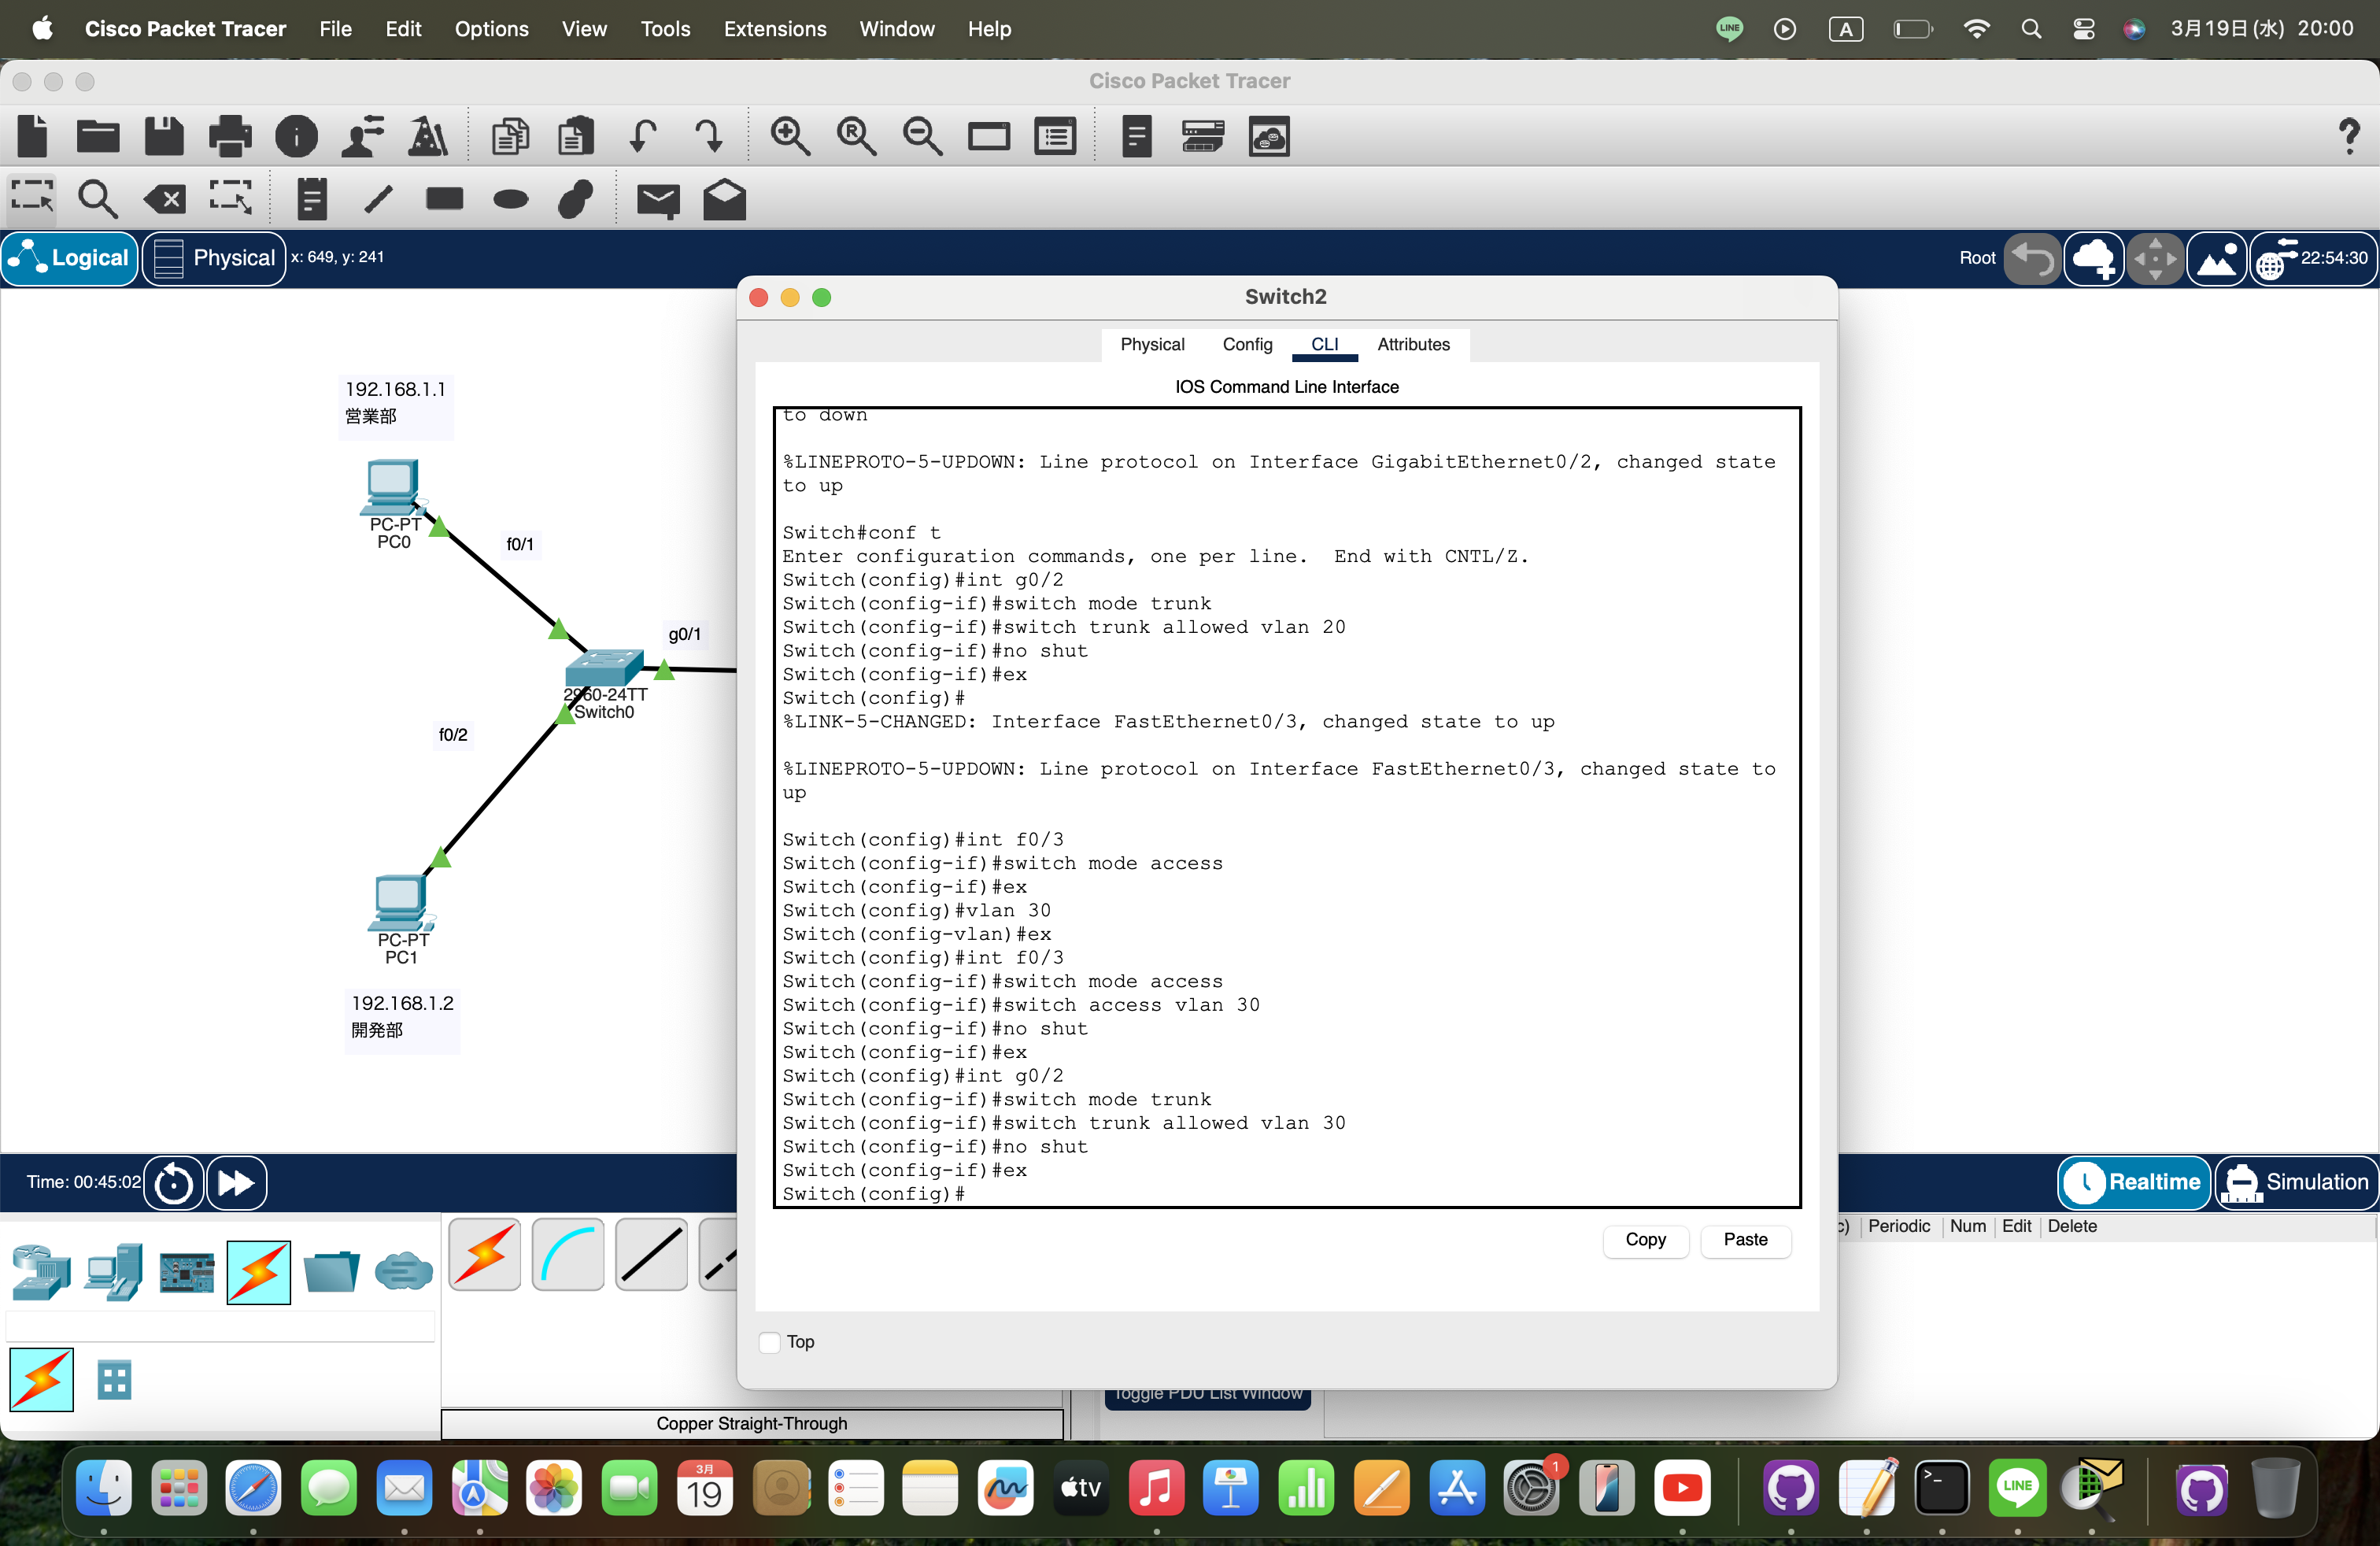 Cisco Packet Tracer File Edit Options View Tools Extensions Window Help LINE A 3月19日(水) 20:00
Cisco Packet Tracer
R
i
?
Logical Physical x: 649, y: 241 Root 22:54:30
Switch2
Physical Config CLI Attributes
IOS Command Line Interface
192.168.1.1
営業部
PC-PT
PC0
f0/1
g0/1
2960-24TT
Switch0
f0/2
PC-PT
PC1
192.168.1.2
開発部
to down
%LINEPROTO-5-UPDOWN: Line protocol on Interface GigabitEthernet0/2, changed state
to up
Switch#conf t
Enter configuration commands, one per line.  End with CNTL/Z.
Switch(config)#int g0/2
Switch(config-if)#switch mode trunk
Switch(config-if)#switch trunk allowed vlan 20
Switch(config-if)#no shut
Switch(config-if)#ex
Switch(config)#
%LINK-5-CHANGED: Interface FastEthernet0/3, changed state to up
%LINEPROTO-5-UPDOWN: Line protocol on Interface FastEthernet0/3, changed state to
up
Switch(config)#int f0/3
Switch(config-if)#switch mode access
Switch(config-if)#ex
Switch(config)#vlan 30
Switch(config-vlan)#ex
Switch(config)#int f0/3
Switch(config-if)#switch mode access
Switch(config-if)#switch access vlan 30
Switch(config-if)#no shut
Switch(config-if)#ex
Switch(config)#int g0/2
Switch(config-if)#switch mode trunk
Switch(config-if)#switch trunk allowed vlan 30
Switch(config-if)#no shut
Switch(config-if)#ex
Switch(config)#
Copy Paste
Top
Time: 00:45:02 Realtime Simulation
c) Periodic Num Edit Delete
Toggle PDU List Window
Copper Straight-Through
3月
19
tv
1
>_
LINE